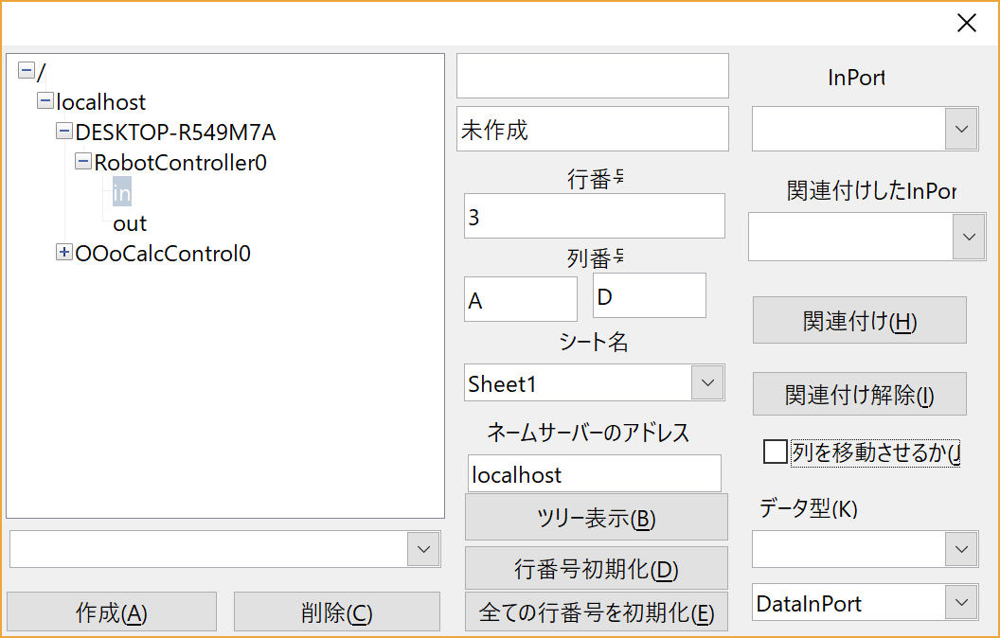 /
localhost
DESKTOP-R549M7A
RobotController0
in
out
OOoCalcControl0
作成(A)
削除(C)
未作成
行番号
3
列番号
A
D
シート名
Sheet1
ネームサーバーのアドレス
localhost
ツリー表示(B)
行番号初期化(D)
全ての行番号を初期化(E)
InPort
関連付けしたInPor
関連付け(H)
関連付け解除(I)
列を移動させるか(J
データ型(K)
DataInPort